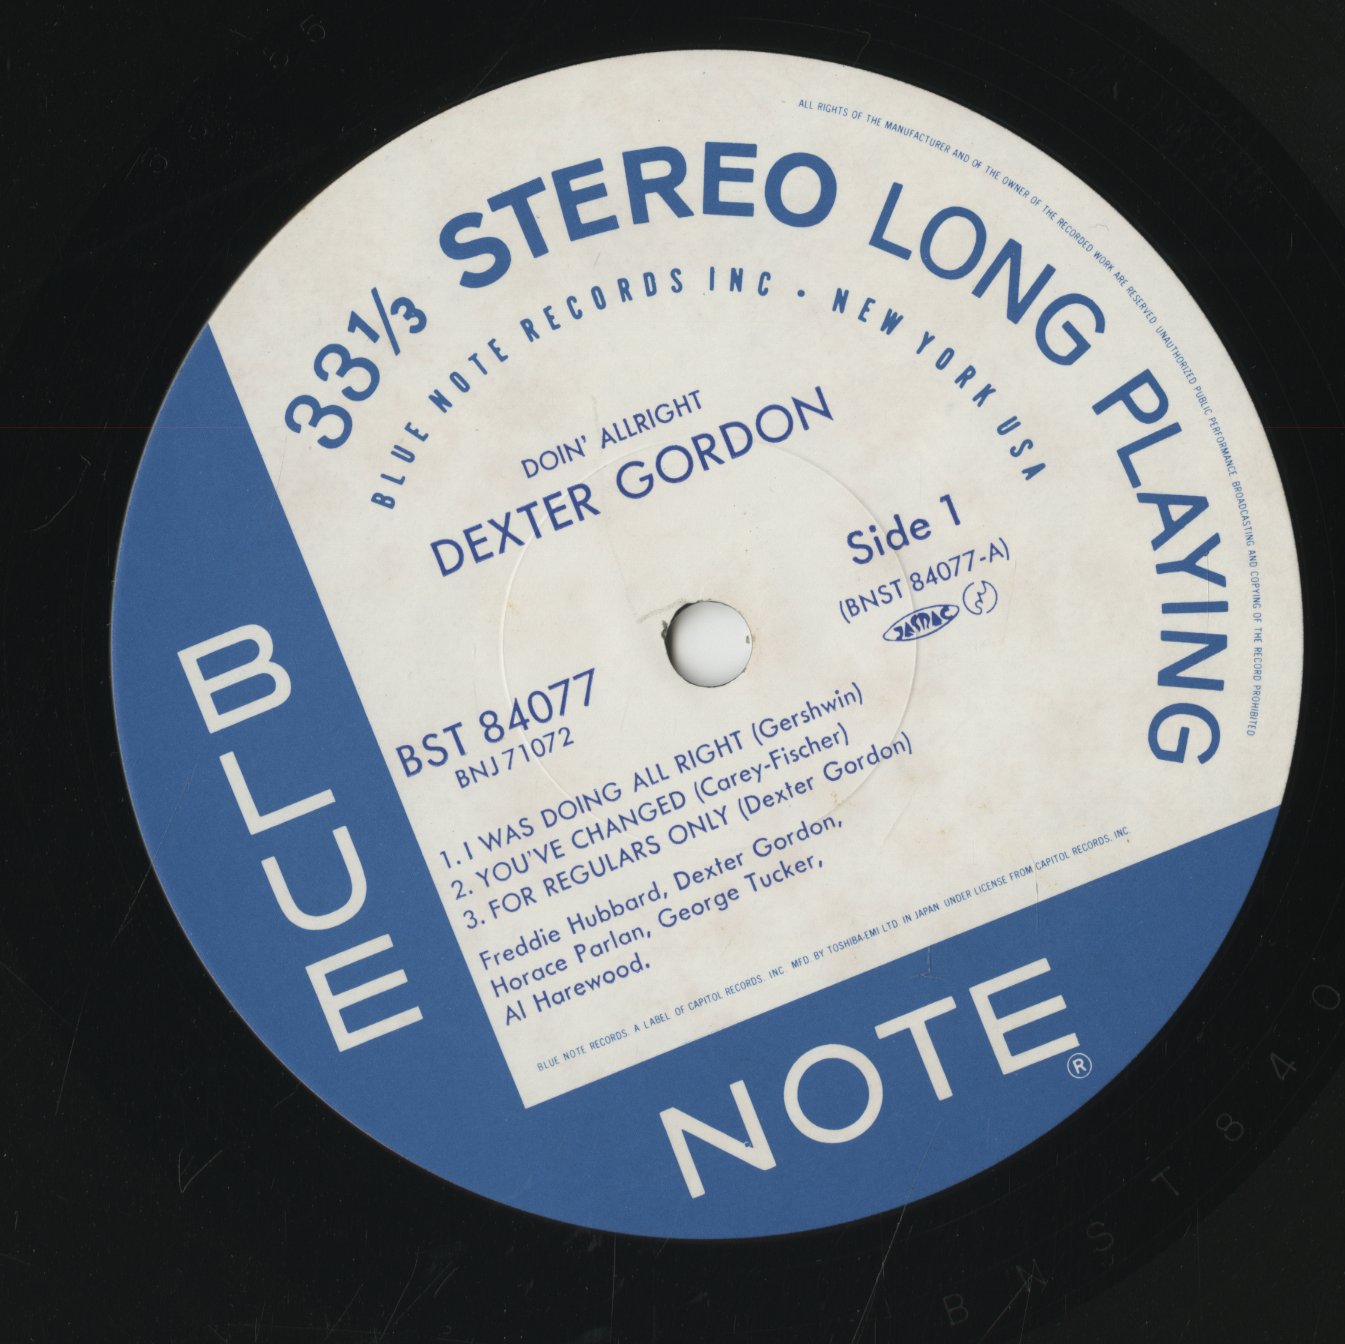 ALL RIGHTS OF THE MANUFACTURER AND OF THE OWNER OF THE RECORDED WORK ARE RESERVED. UNAUTHORIZED PUBLIC PERFORMANCE BROADCASTING AND COPYING OF THE RECORD PROHIBITED
33⅓ STEREO LONG PLAYING
BLUE NOTE RECORDS INC • NEW YORK USA
DOIN' ALLRIGHT
DEXTER GORDON
Side 1
(BNST 84077-A)
JASRAC
BST 84077
BNJ 71072
1. I WAS DOING ALL RIGHT (Gershwin)
2. YOU'VE CHANGED (Carey-Fischer)
3. FOR REGULARS ONLY (Dexter Gordon)
Freddie Hubbard, Dexter Gordon,
Horace Parlan, George Tucker,
Al Harewood.
BLUE NOTE RECORDS. A LABEL OF CAPITOL RECORDS. INC. MFD. BY TOSHIBA-EMI LTD. IN JAPAN. UNDER LICENSE FROM CAPITOL RECORDS, INC.
BLUE
NOTE®
BNST840